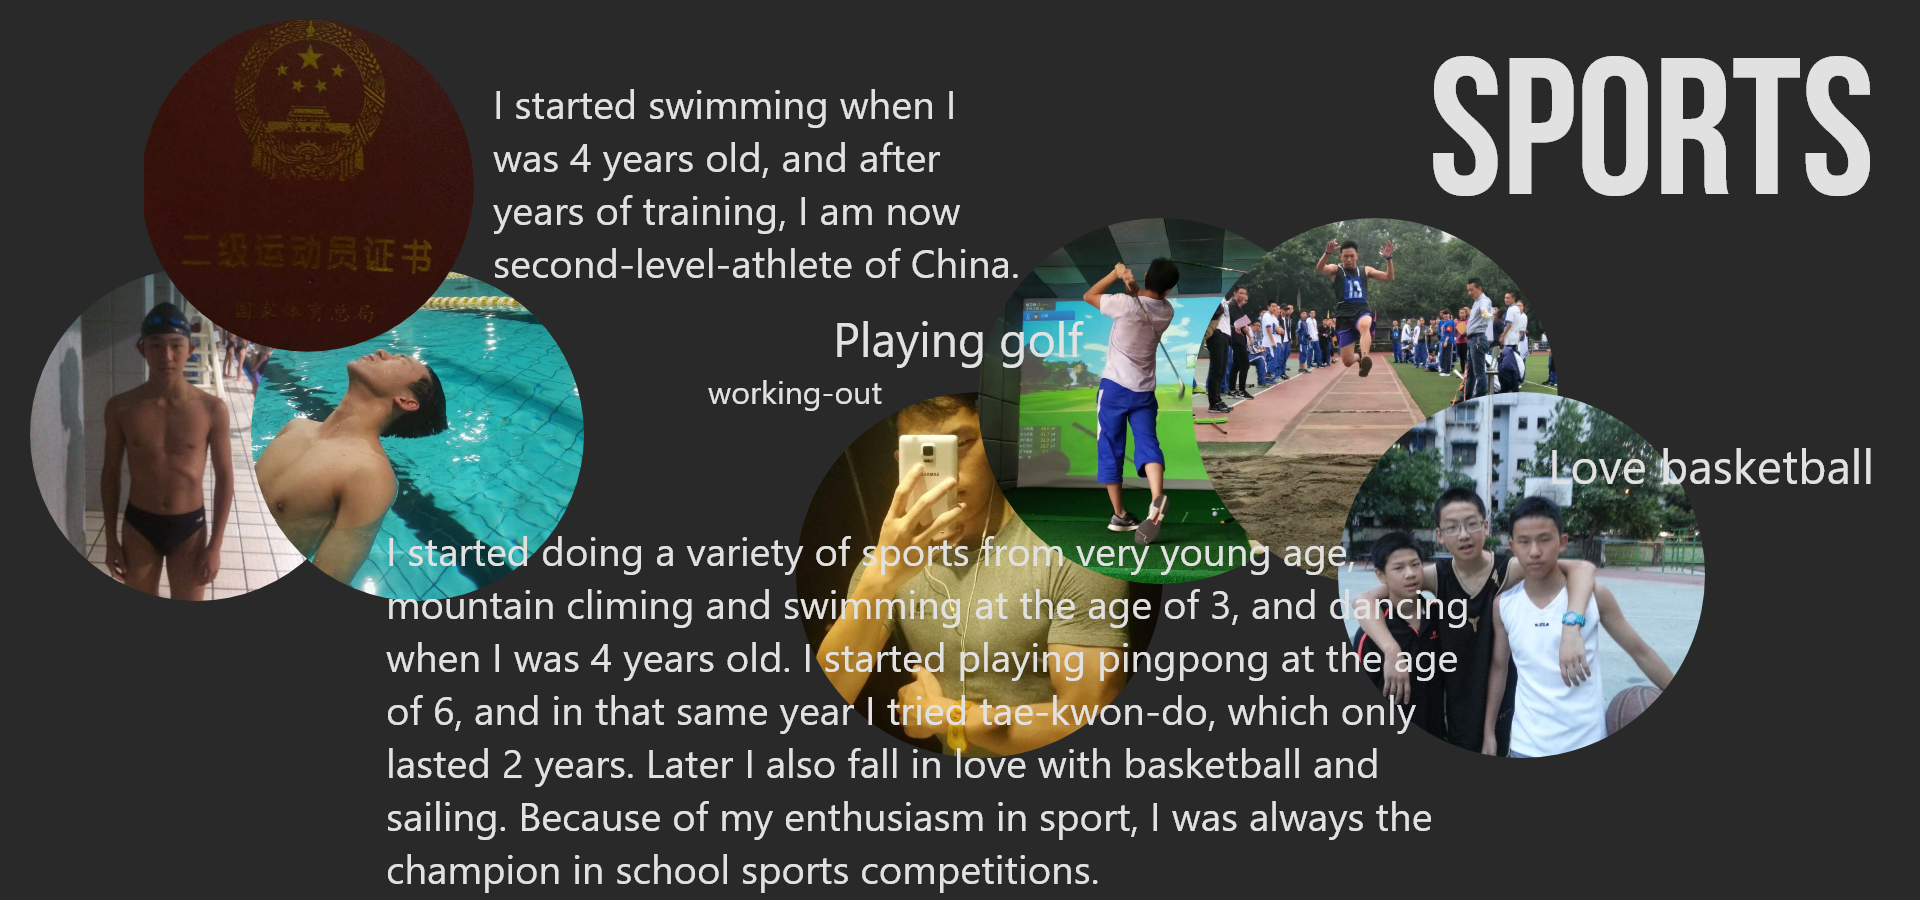 SPORTS
二级运动员证书
国家体育总局
I started swimming when I
was 4 years old, and after
years of training, I am now
second-level-athlete of China.
Playing golf
working-out
SAMSUNG
13
Love basketball
I started doing a variety of sports from very young age,
mountain climing and swimming at the age of 3, and dancing
when I was 4 years old. I started playing pingpong at the age
of 6, and in that same year I tried tae-kwon-do, which only
lasted 2 years. Later I also fall in love with basketball and
sailing. Because of my enthusiasm in sport, I was always the
champion in school sports competitions.